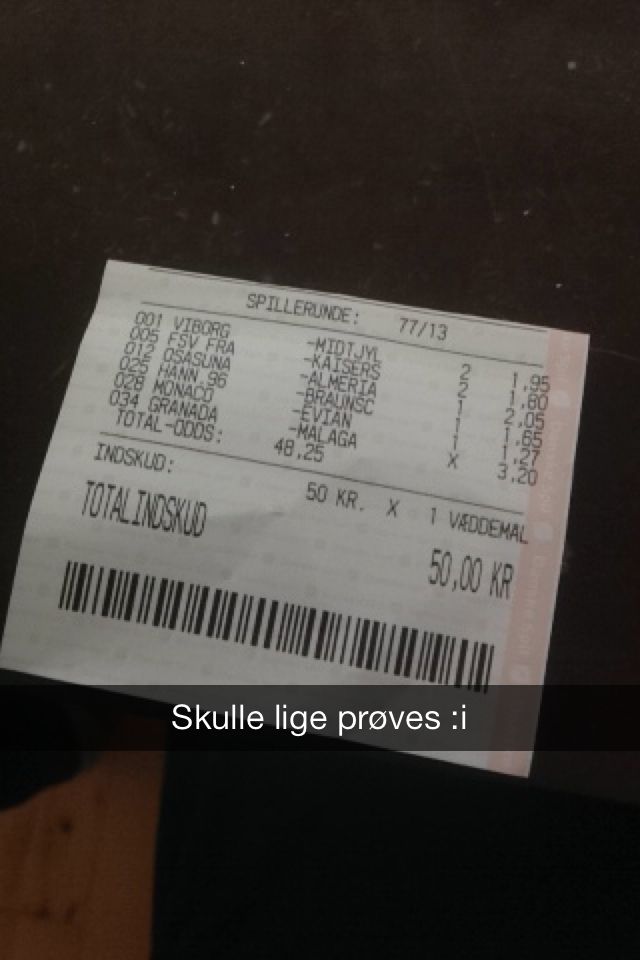 SPILLERUNDE: 77/13
001 VIBORG -MIDTJYL 2 1,95
005 FSV FRA -KAISERS 2 1,80
012 OSASUNA -ALMERIA 1 2,05
025 HANN.96 -BRAUNSC 1 1,65
028 MONACO -EVIAN 1 1,27
034 GRANADA -MALAGA X 3,20
TOTAL-ODDS: 48,25
INDSKUD: 50 KR. X 1 VÆDDEMAL
TOTALINDSKUD 50,00 KR
Skulle lige prøves :i